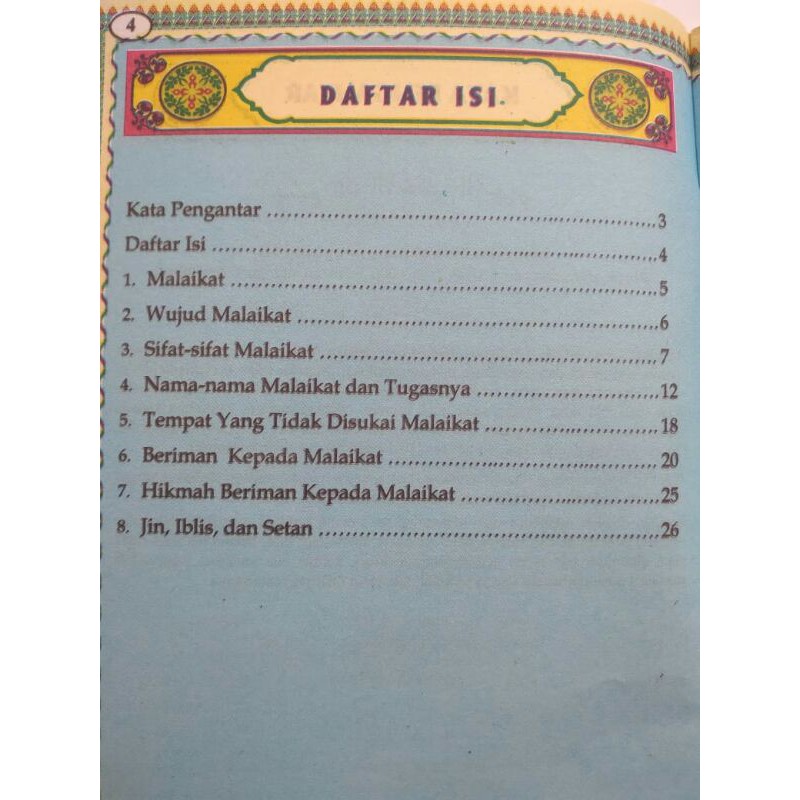 4
DAFTAR ISI
Kata Pengantar ........................................................ 3
Daftar Isi ........................................................ 4
1. Malaikat ........................................................ 5
2. Wujud Malaikat ........................................................ 6
3. Sifat-sifat Malaikat ........................................................ 7
4. Nama-nama Malaikat dan Tugasnya ................................ 12
5. Tempat Yang Tidak Disukai Malaikat ............................. 18
6. Beriman Kepada Malaikat ............................................. 20
7. Hikmah Beriman Kepada Malaikat ................................. 25
8. Jin, Iblis, dan Setan ........................................................ 26